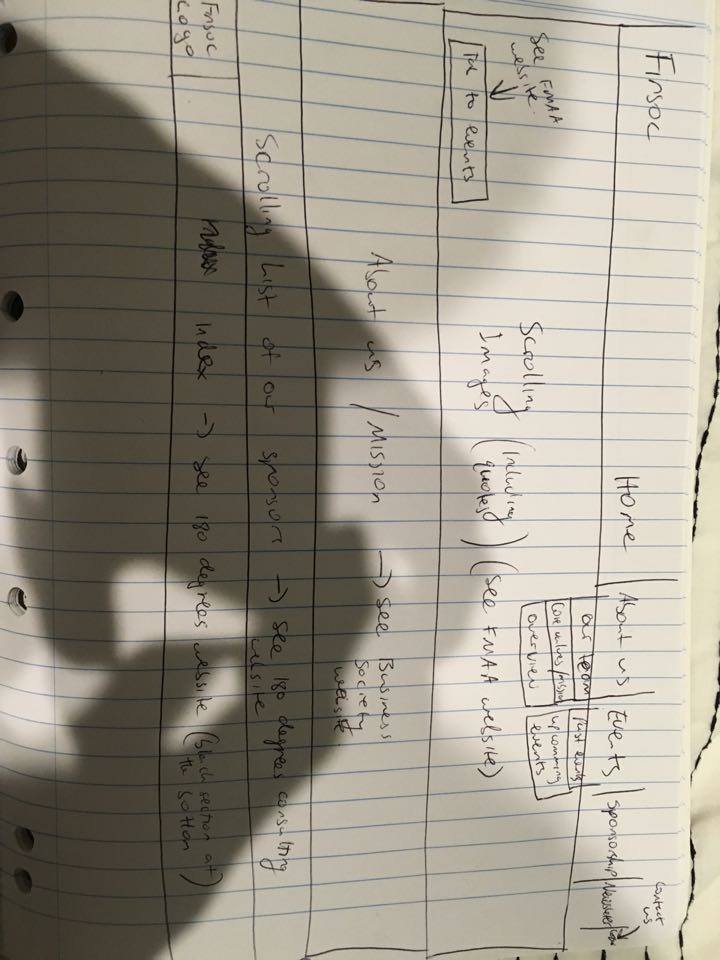 Finsoc
Home | About us | Events | Sponsorship | Newsletter |
Contact
us
our team
core values/mission
overview
Past events
upcomming
events
See FMAA
website
Tix to events
Scrolling
Images (including
quotes) (See FMAA website)
About us / Mission → See Business
Society
website.
Scrolling list of our sponsors → see 180 degrees consulting
website
Finsoc
Logo
Index → see 180 degrees website (black section at
the bottom)